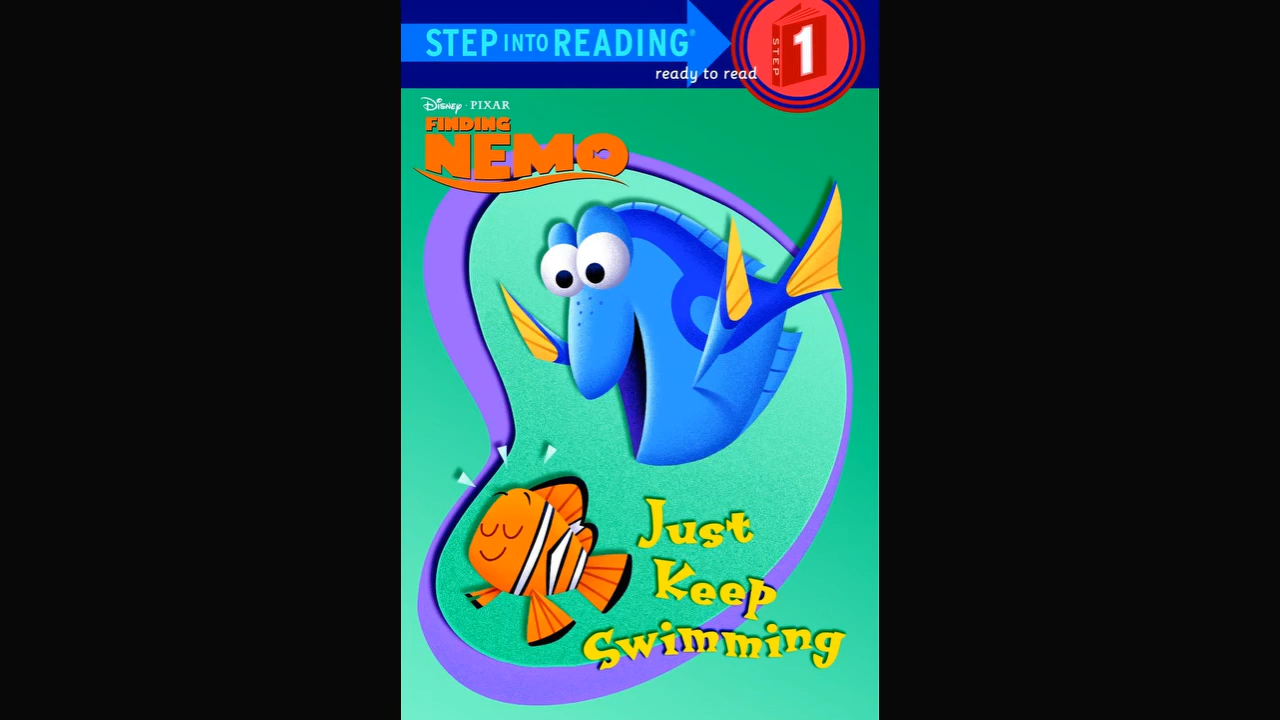 STEP INTO READING®
ready to read
STEP 1
Disney · PIXAR
FINDING
NEMO
Just
Keep
Swimming